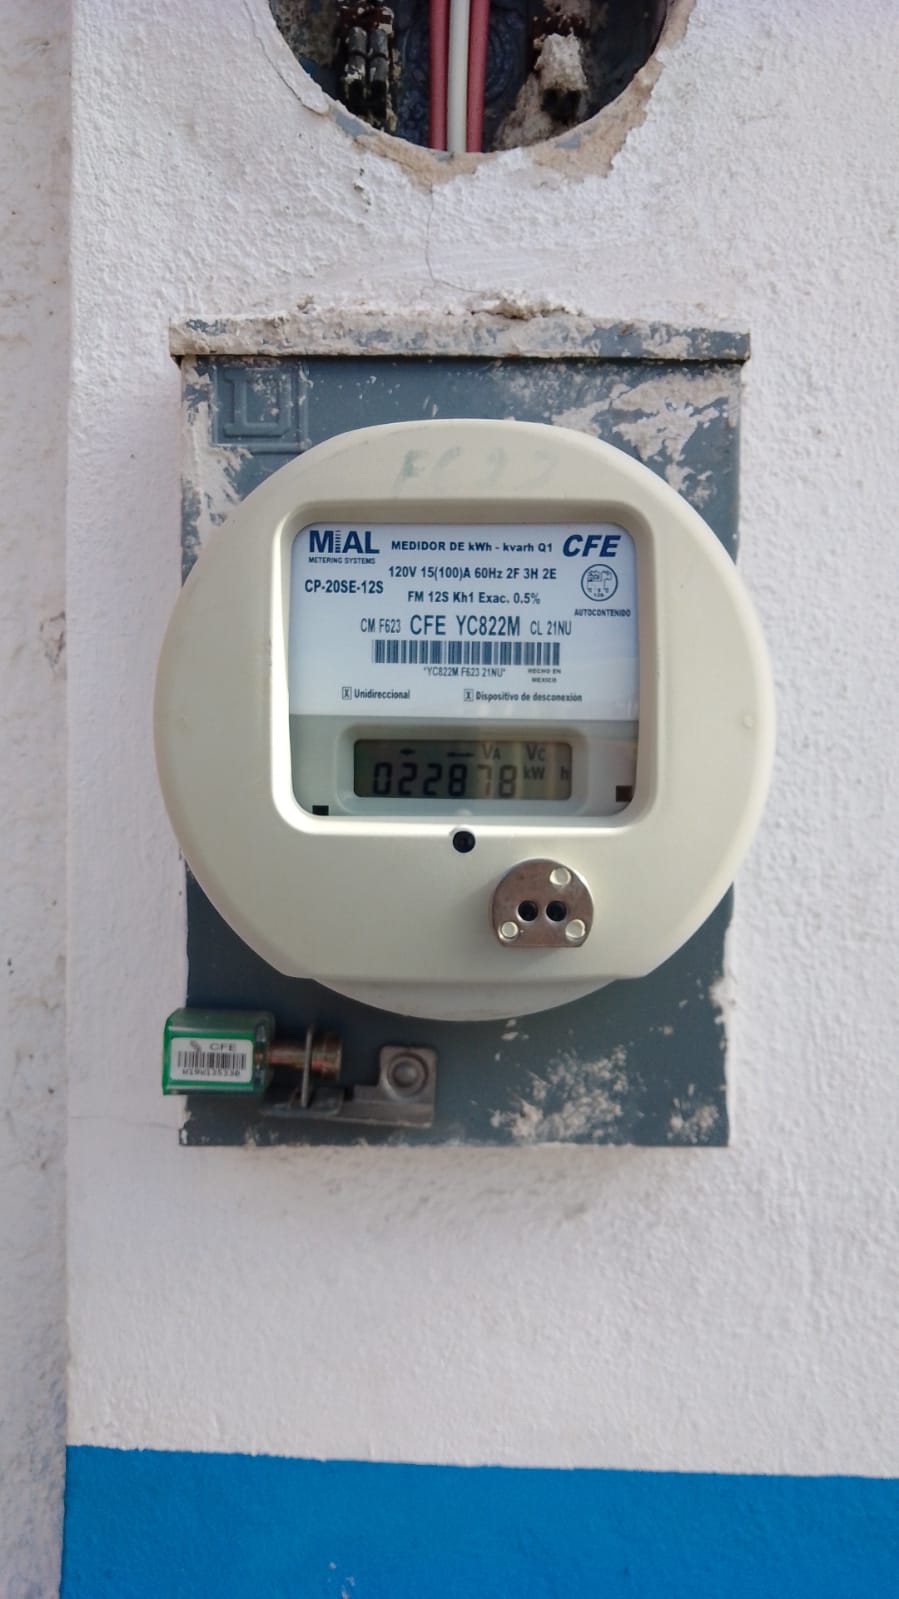 MIAL
METERING SYSTEMS
MEDIDOR DE kWh - kvarh Q1
CFE
120V 15(100)A 60Hz 2F 3H 2E
CP-20SE-12S
FM 12S Kh1 Exac. 0.5%
AUTOCONTENIDO
CM F623 CFE YC822M CL 21NU
*YC822M F623 21NU*
HECHO EN
MEXICO
X Unidireccional
X Dispositivo de desconexión
VA VC
022878 kW h
CFE